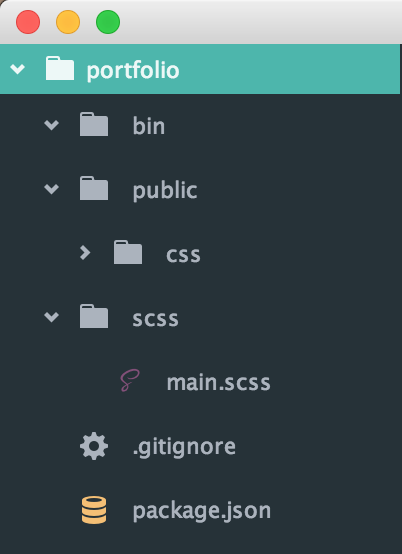 portfolio
bin
public
css
scss
main.scss
.gitignore
package.json